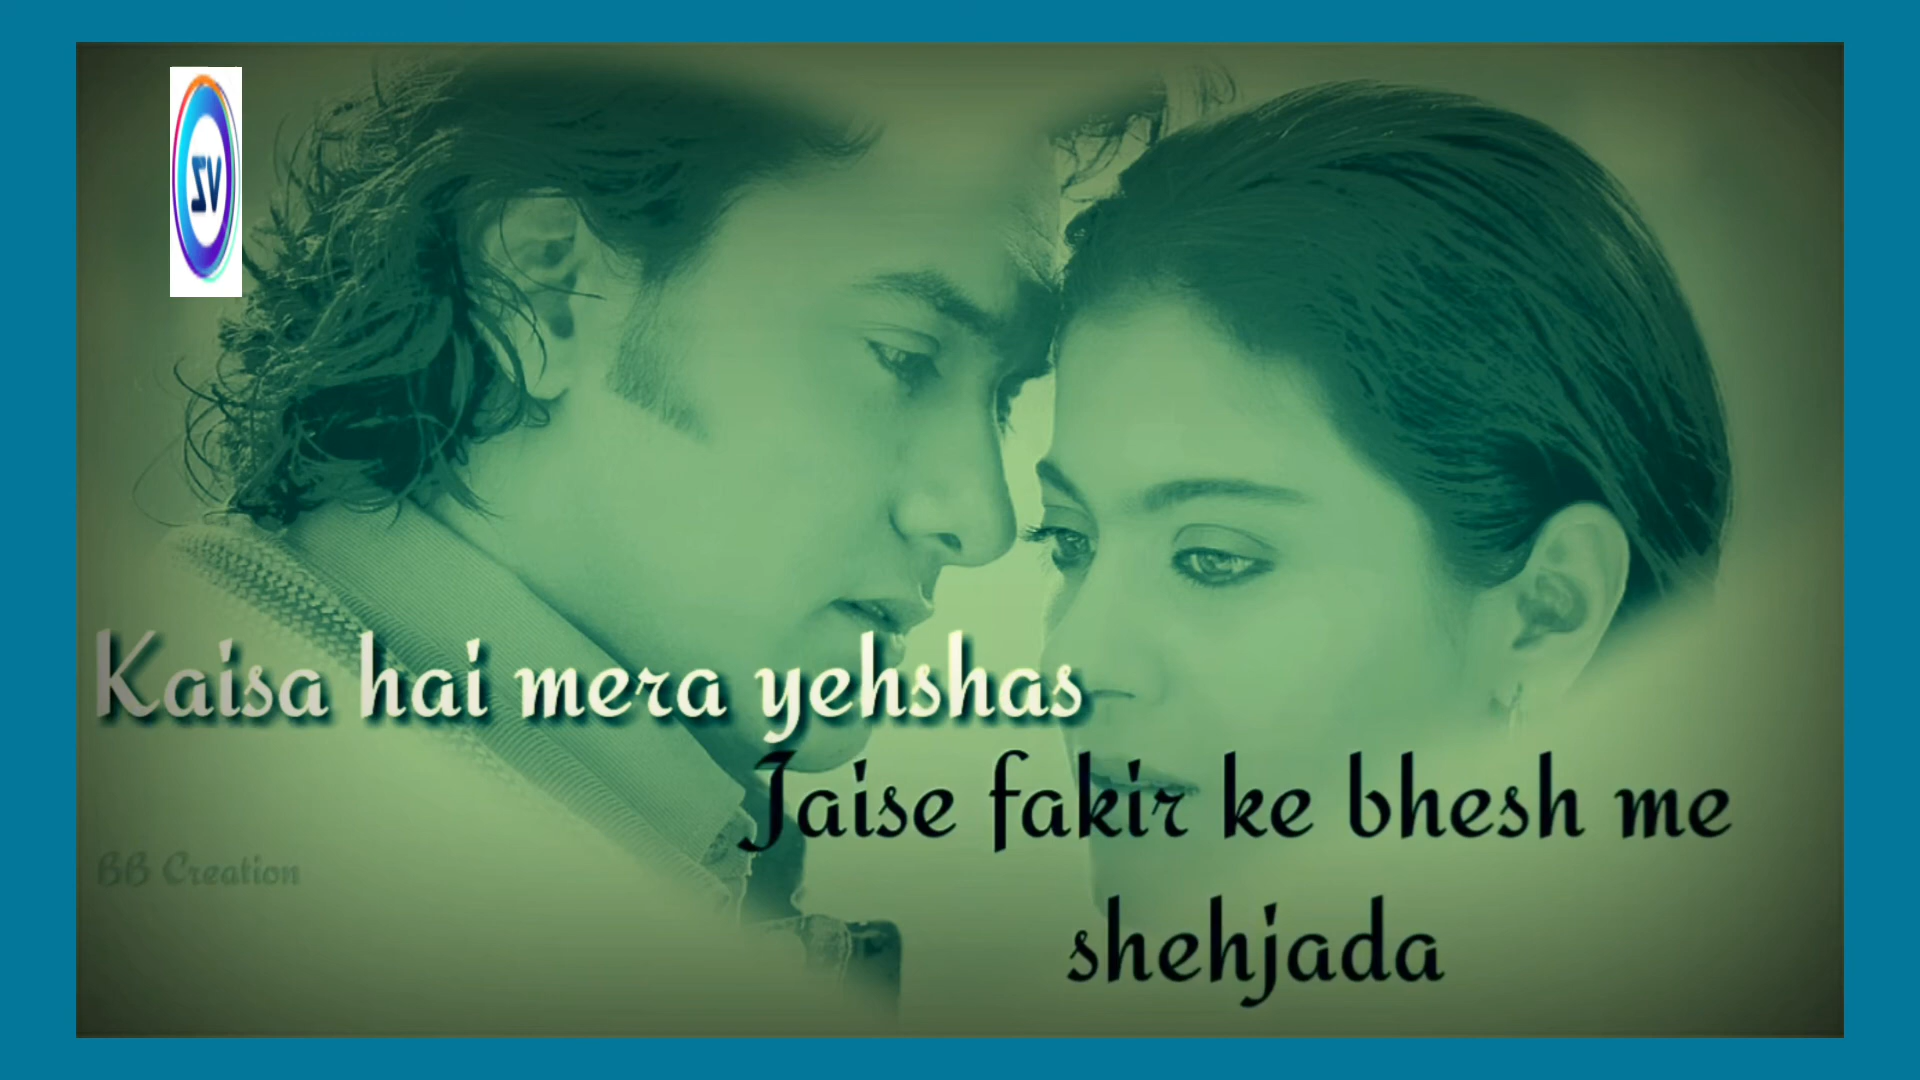 SV
Kaisa hai mera yehshas
Jaise fakir ke bhesh me
shehjada
BB Creation